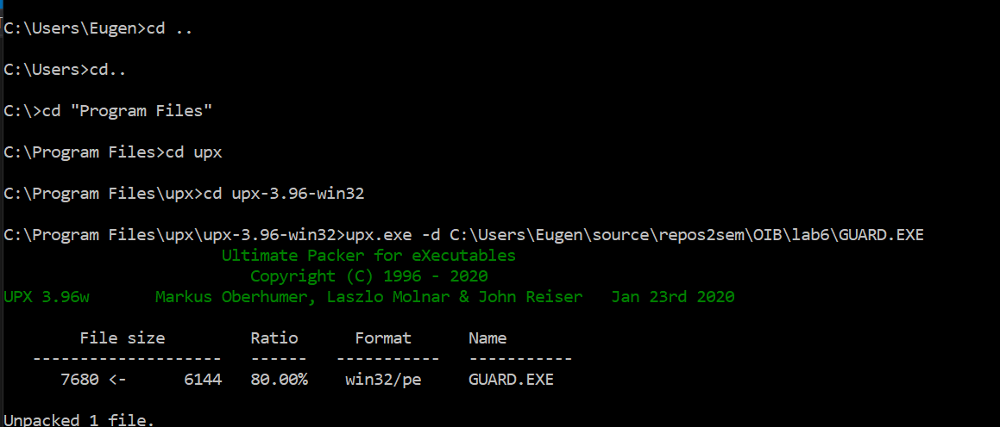 C:\Users\Eugen>cd ..
C:\Users>cd..
C:\>cd "Program Files"
C:\Program Files>cd upx
C:\Program Files\upx>cd upx-3.96-win32
C:\Program Files\upx\upx-3.96-win32>upx.exe -d C:\Users\Eugen\source\repos2sem\OIB\lab6\GUARD.EXE
Ultimate Packer for eXecutables
Copyright (C) 1996 - 2020
UPX 3.96w Markus Oberhumer, Laszlo Molnar & John Reiser Jan 23rd 2020
File size Ratio Format Name
-------------------- ------ ----------- -----------
7680 <- 6144 80.00% win32/pe GUARD.EXE
Unpacked 1 file.